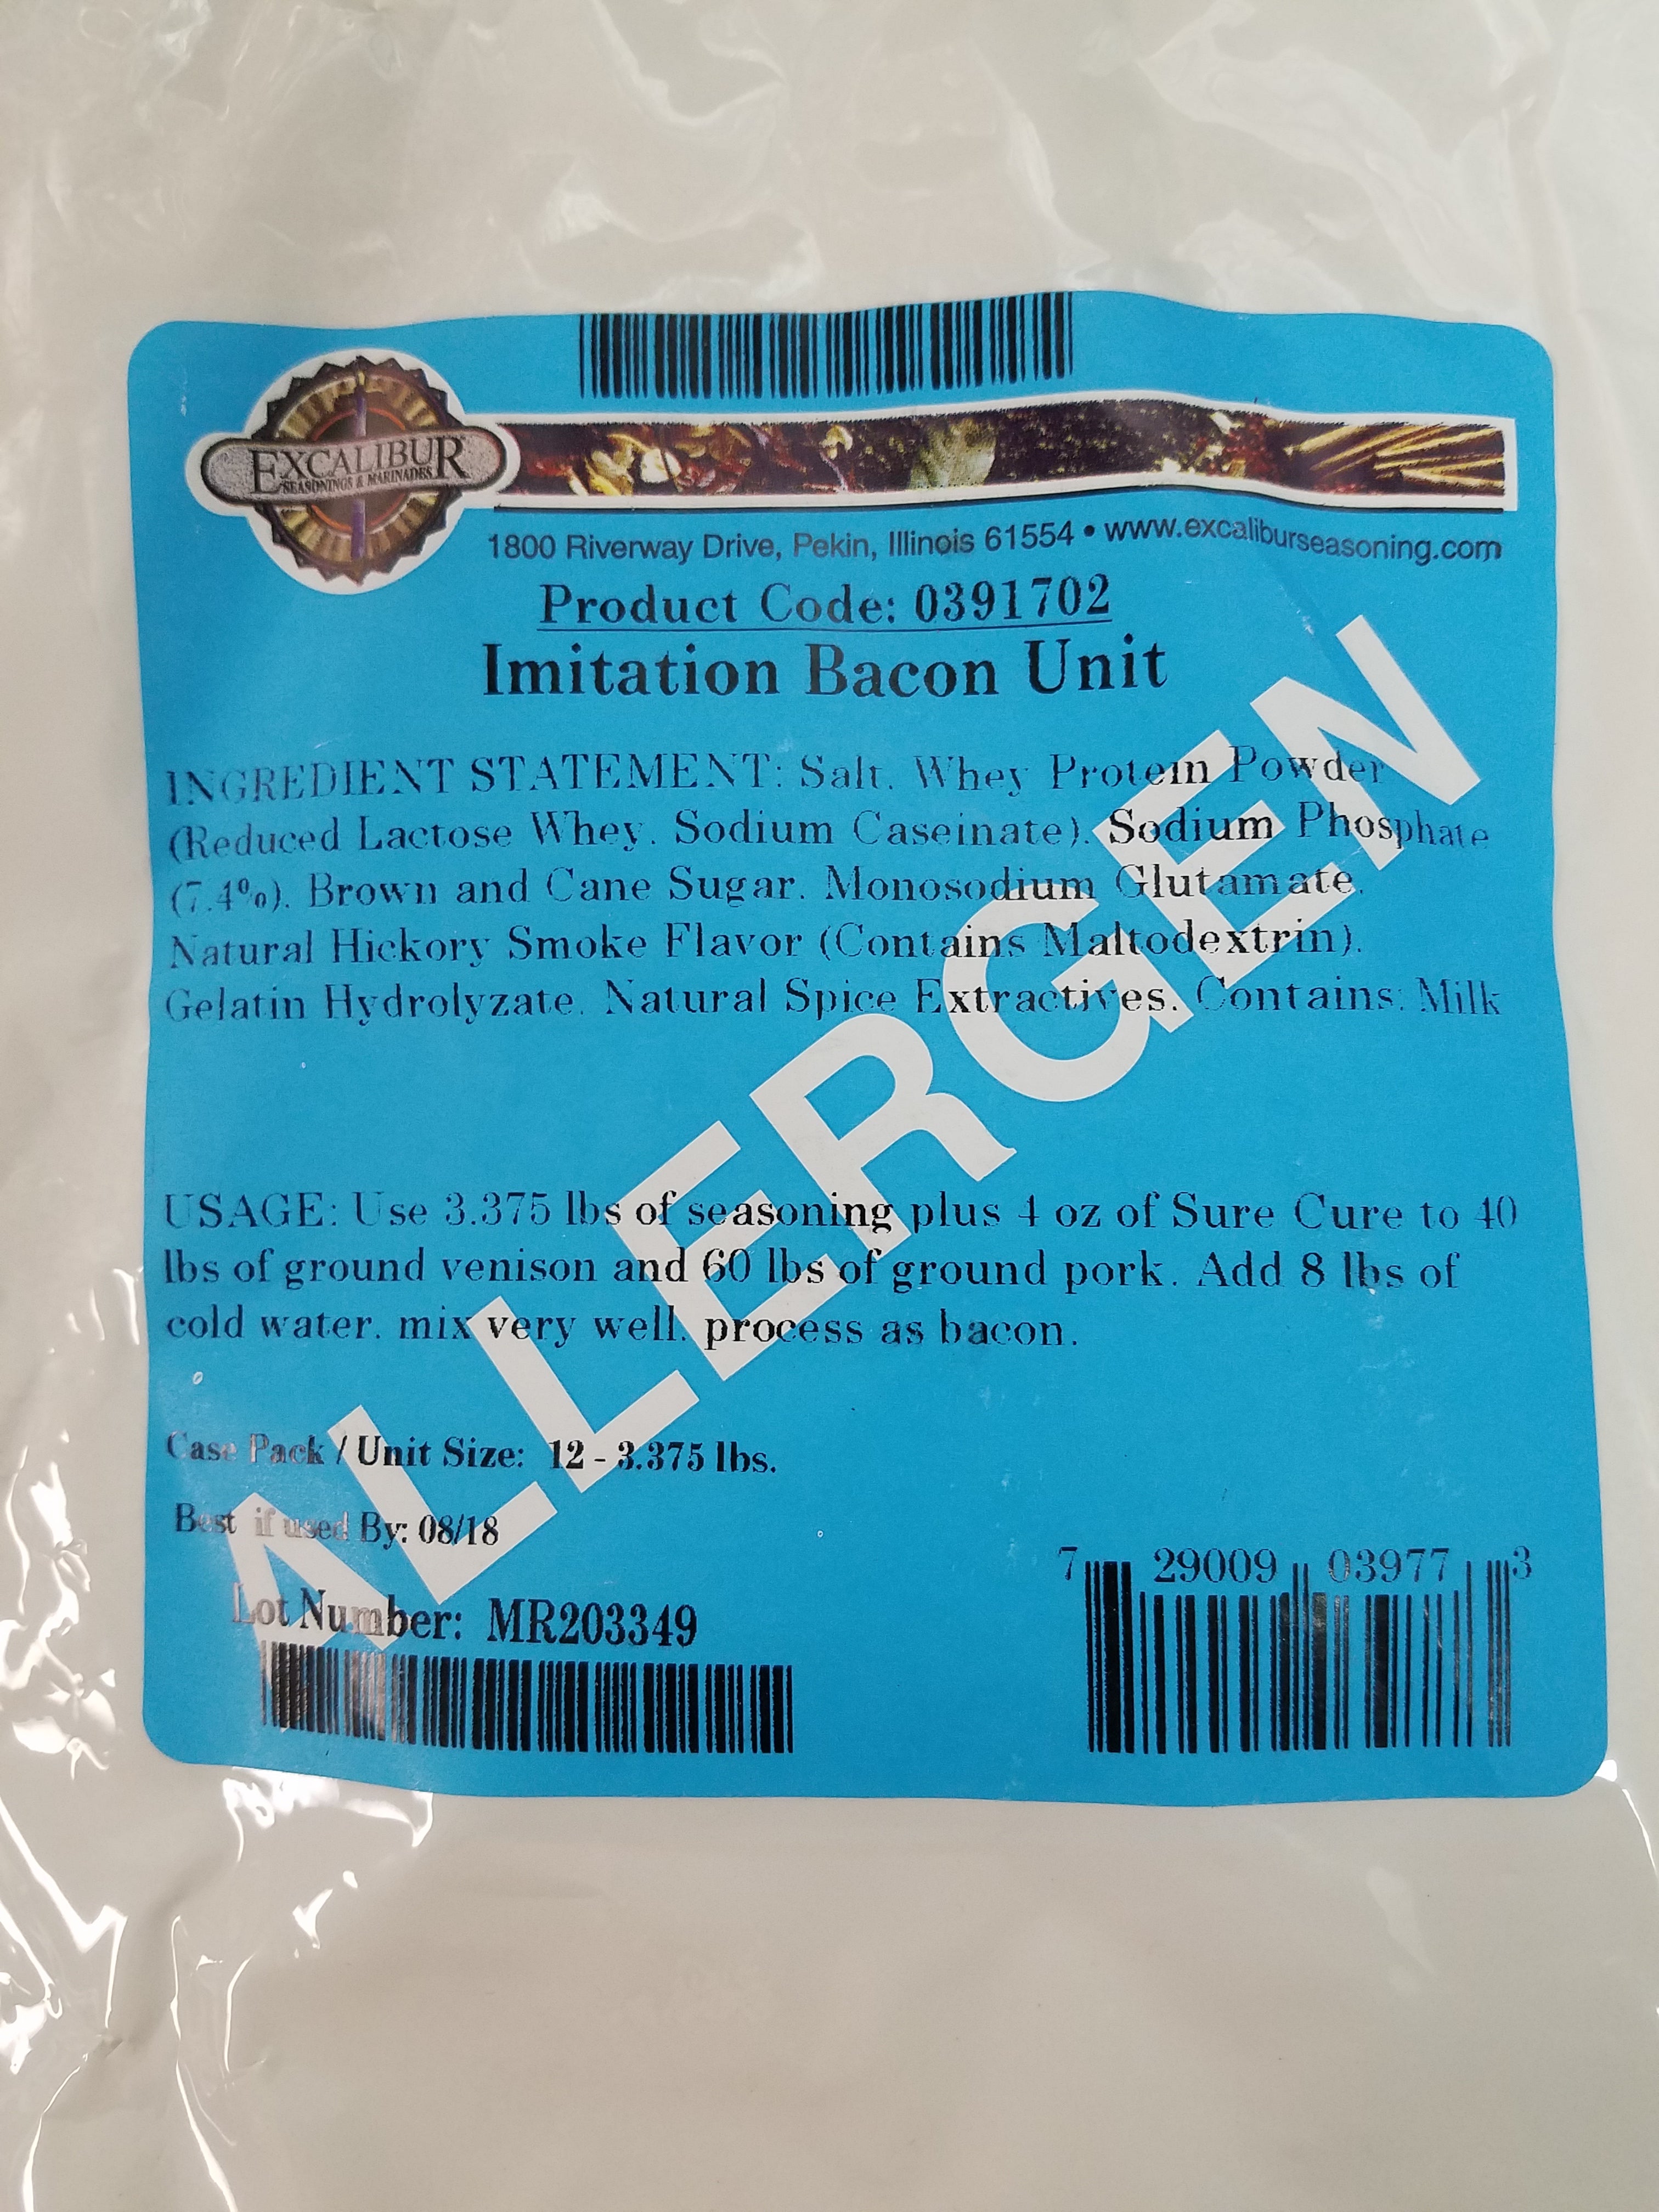 EXCALIBUR
SEASONINGS & MARINADES
1800 Riverway Drive, Pekin, Illinois 61554 • www.excaliburseasoning.com
Product Code: 0391702
Imitation Bacon Unit
INGREDIENT STATEMENT: Salt, Whey Protein Powder
(Reduced Lactose Whey, Sodium Caseinate), Sodium Phosphate
(7.4%), Brown and Cane Sugar, Monosodium Glutamate,
Natural Hickory Smoke Flavor (Contains Maltodextrin),
Gelatin Hydrolyzate, Natural Spice Extractives. Contains: Milk
ALLERGEN
USAGE: Use 3.375 lbs of seasoning plus 4 oz of Sure Cure to 40
lbs of ground venison and 60 lbs of ground pork. Add 8 lbs of
cold water, mix very well, process as bacon.
Case Pack / Unit Size: 12 - 3.375 lbs.
Best if used By: 08/18
Lot Number: MR203349
7 29009 03977 3